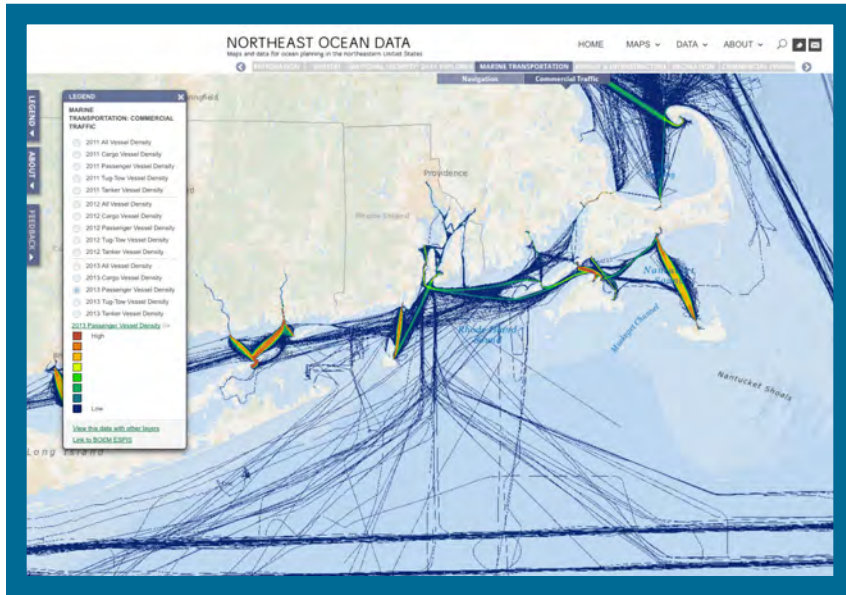 NORTHEAST OCEAN DATA
Maps and data for ocean planning in the northeastern United States
HOME MAPS DATA ABOUT
MARINE TRANSPORTATION
Navigation Commercial Traffic
LEGEND
ABOUT
FEEDBACK
LEGEND X
MARINE
TRANSPORTATION: COMMERCIAL
TRAFFIC
2011 All Vessel Density
2011 Cargo Vessel Density
2011 Passenger Vessel Density
2011 Tug-Tow Vessel Density
2011 Tanker Vessel Density
2012 All Vessel Density
2012 Cargo Vessel Density
2012 Passenger Vessel Density
2012 Tug-Tow Vessel Density
2012 Tanker Vessel Density
2013 All Vessel Density
2013 Cargo Vessel Density
2013 Passenger Vessel Density
2013 Tug-Tow Vessel Density
2013 Tanker Vessel Density
2013 Passenger Vessel Density
High
Low
View this data with other layers
Link to BOEM ESPIS
Providence
Rhode Island
Rhode Island
Sound
Muskeget Channel
Nantucket Shoals
Long Island